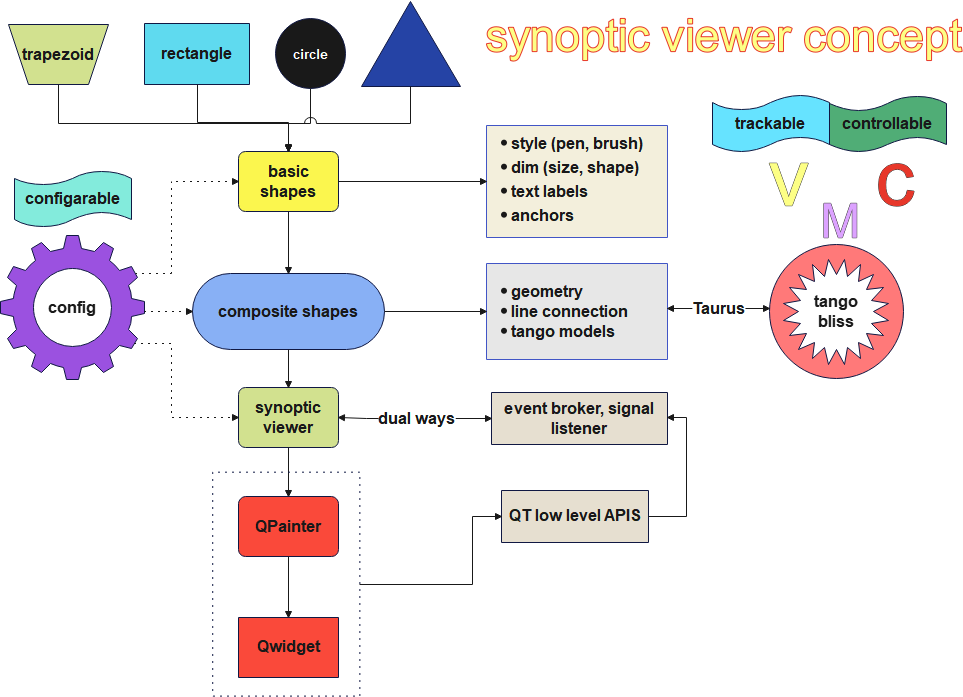 synoptic viewer concept
trapezoid
rectangle
circle
trackable
controllable
V
C
M
basic
shapes
• style (pen, brush)
• dim (size, shape)
• text labels
• anchors
configarable
config
composite shapes
• geometry
• line connection
• tango models
Taurus
tango
bliss
synoptic
viewer
dual ways
event broker, signal
listener
QPainter
QT low level APIS
Qwidget